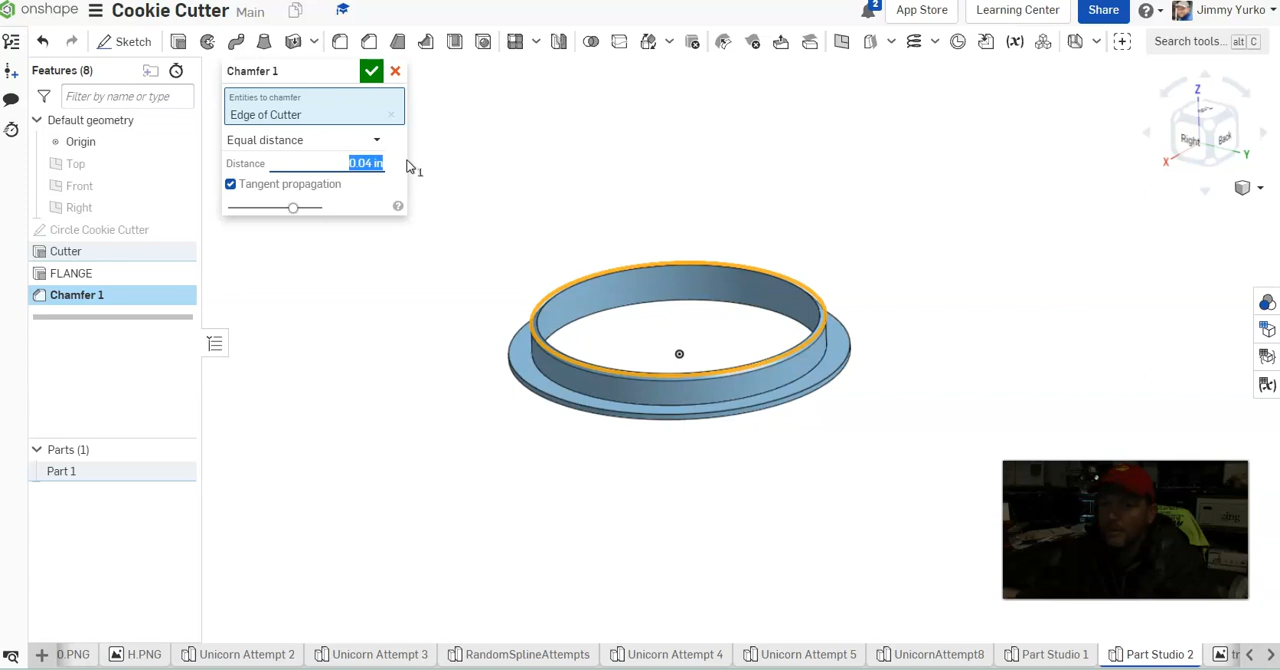 onshape Cookie Cutter Main 2 App Store Learning Center Share Jimmy Yurko
Sketch Search tools... alt C
Features (8)
Filter by name or type
Default geometry
Origin
Top
Front
Right
Circle Cookie Cutter
Cutter
FLANGE
Chamfer 1
Parts (1)
Part 1
Chamfer 1
Entities to chamfer
Edge of Cutter
Equal distance
Distance 0.04 in
Tangent propagation
1
Z
Right Back
X Y
0.PNG H.PNG Unicorn Attempt 2 Unicorn Attempt 3 RandomSplineAttempts Unicorn Attempt 4 Unicorn Attempt 5 UnicornAttempt8 Part Studio 1 Part Studio 2 tr